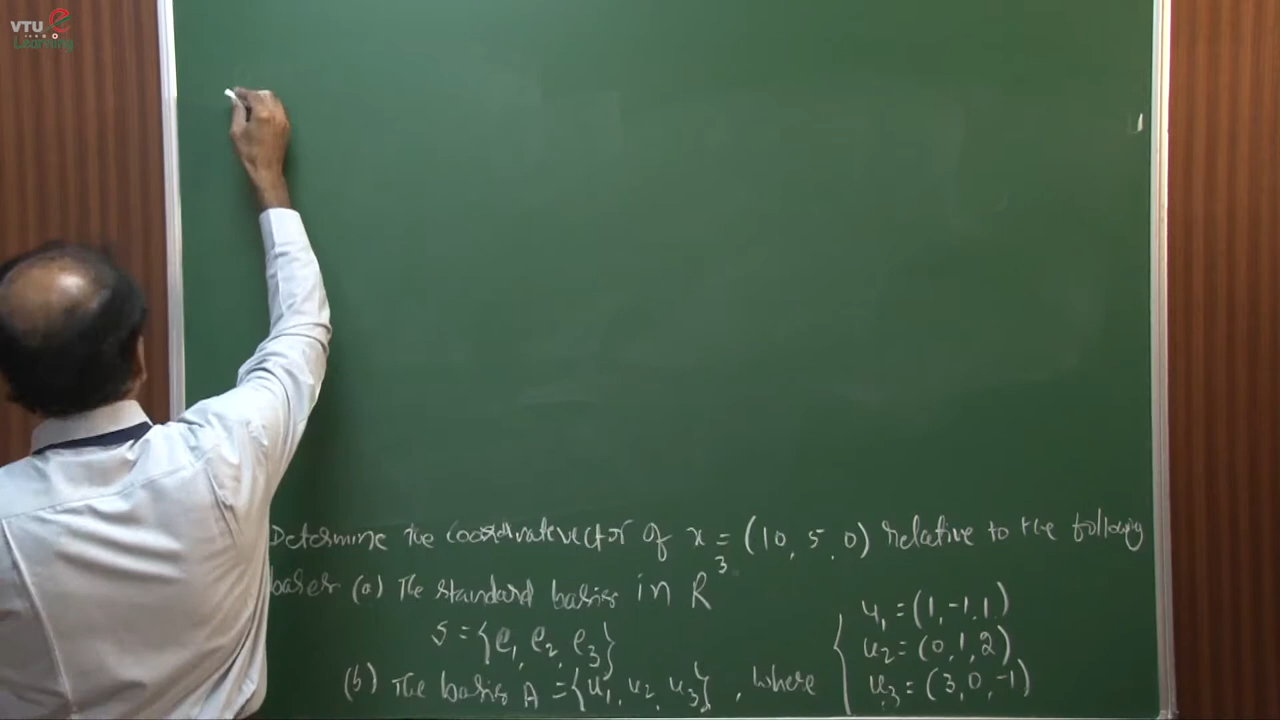 VTU e
Learning
Determine the coordinate vector of x = (10, 5, 0) relative to the following
bases (a) The standard basis in R³
S = {e₁, e₂, e₃}
(b) The basis A = {u₁, u₂, u₃}, where
u₁ = (1, -1, 1)
u₂ = (0, 1, 2)
u₃ = (3, 0, -1)